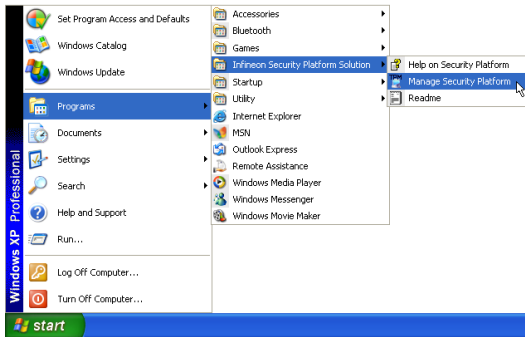 Set Program Access and Defaults
Windows Catalog
Windows Update
Programs
Documents
Settings
Search
Help and Support
Run...
Log Off Computer...
Turn Off Computer...
Windows XP Professional
start
Accessories
Bluetooth
Games
Infineon Security Platform Solution
Startup
Utility
Internet Explorer
MSN
Outlook Express
Remote Assistance
Windows Media Player
Windows Messenger
Windows Movie Maker
Help on Security Platform
TPM
Manage Security Platform
Readme